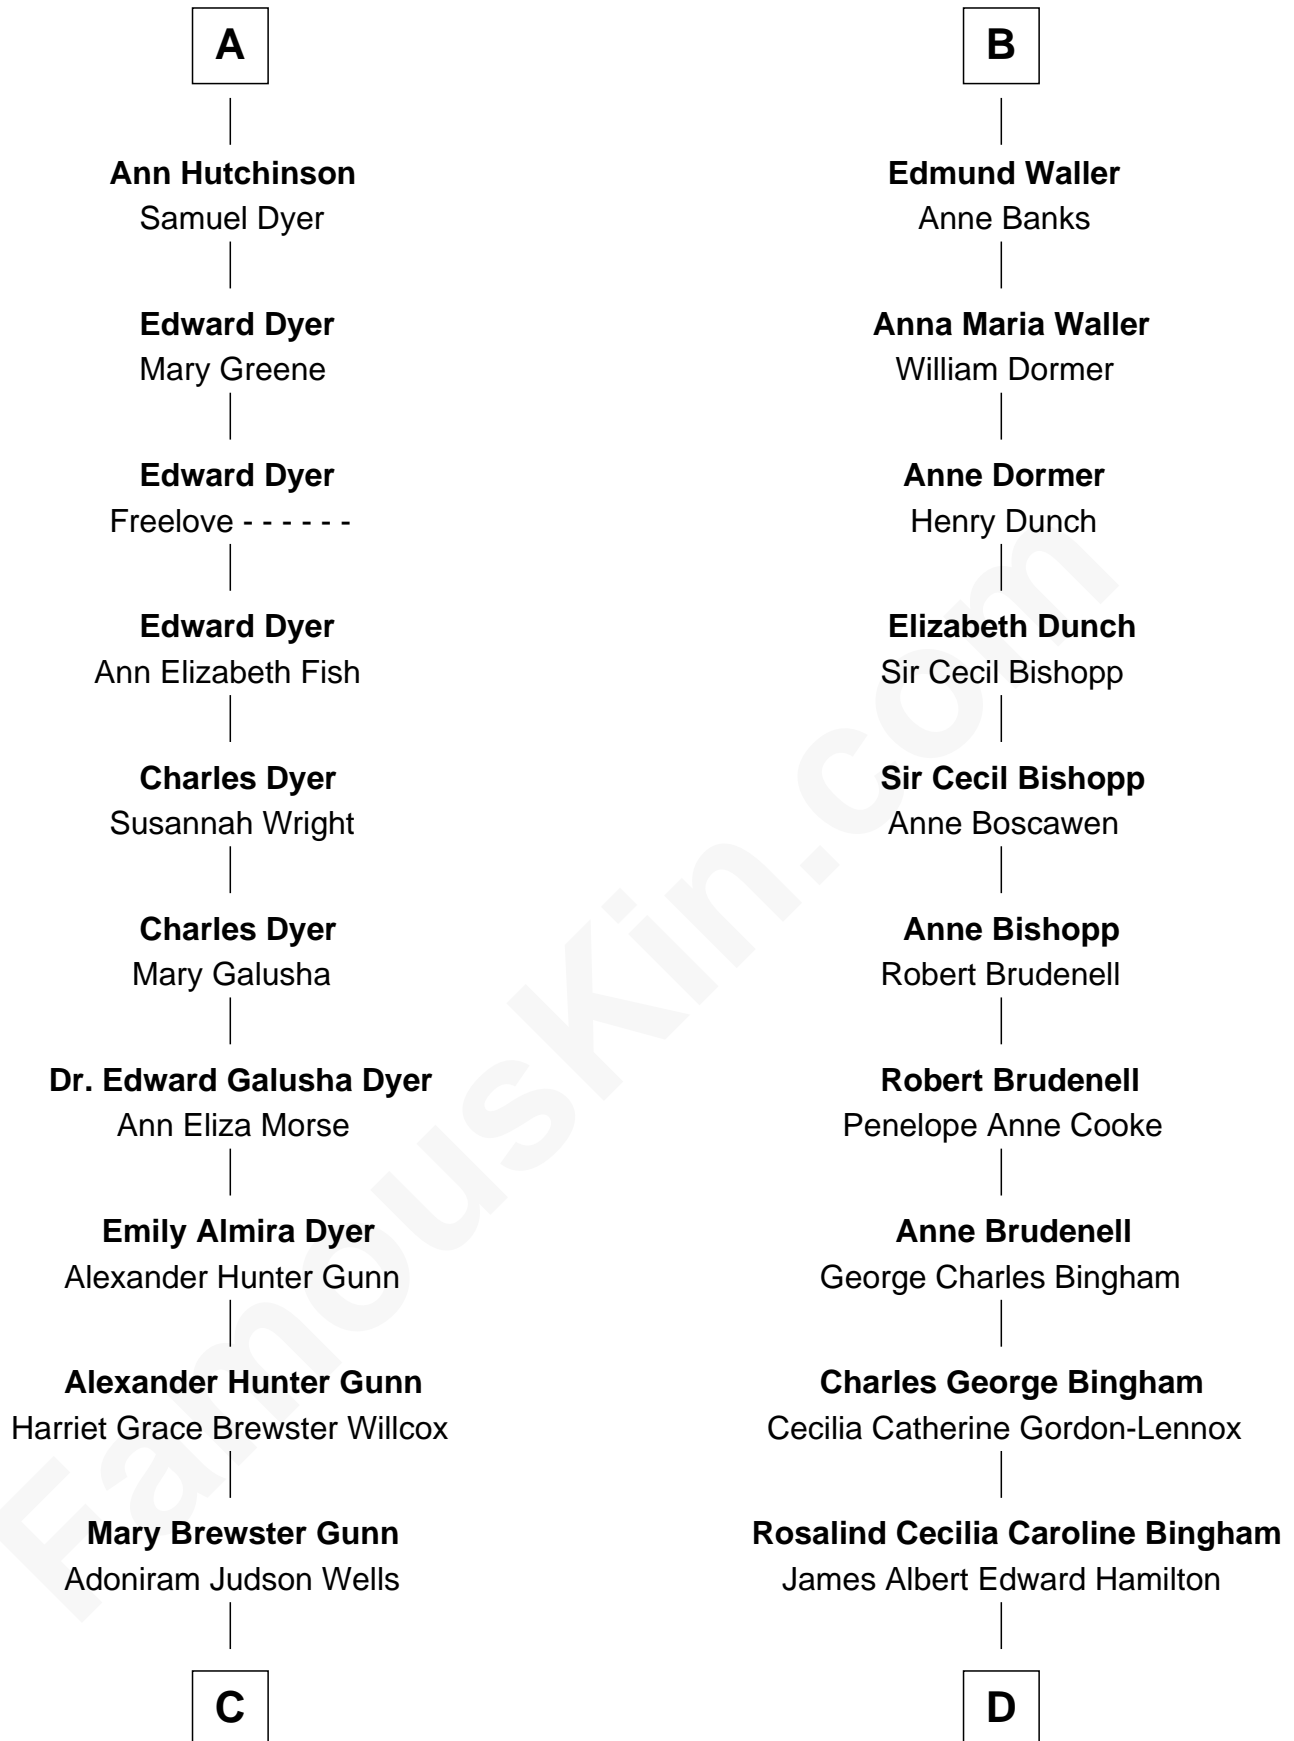 A
Ann Hutchinson
Samuel Dyer
Edward Dyer
Mary Greene
Edward Dyer
Freelove - - - - - -
Edward Dyer
Ann Elizabeth Fish
Charles Dyer
Susannah Wright
Charles Dyer
Mary Galusha
Dr. Edward Galusha Dyer
Ann Eliza Morse
Emily Almira Dyer
Alexander Hunter Gunn
Alexander Hunter Gunn
Harriet Grace Brewster Willcox
Mary Brewster Gunn
Adoniram Judson Wells
C
B
Edmund Waller
Anne Banks
Anna Maria Waller
William Dormer
Anne Dormer
Henry Dunch
Elizabeth Dunch
Sir Cecil Bishopp
Sir Cecil Bishopp
Anne Boscawen
Anne Bishopp
Robert Brudenell
Robert Brudenell
Penelope Anne Cooke
Anne Brudenell
George Charles Bingham
Charles George Bingham
Cecilia Catherine Gordon-Lennox
Rosalind Cecilia Caroline Bingham
James Albert Edward Hamilton
D
FamousKin.com